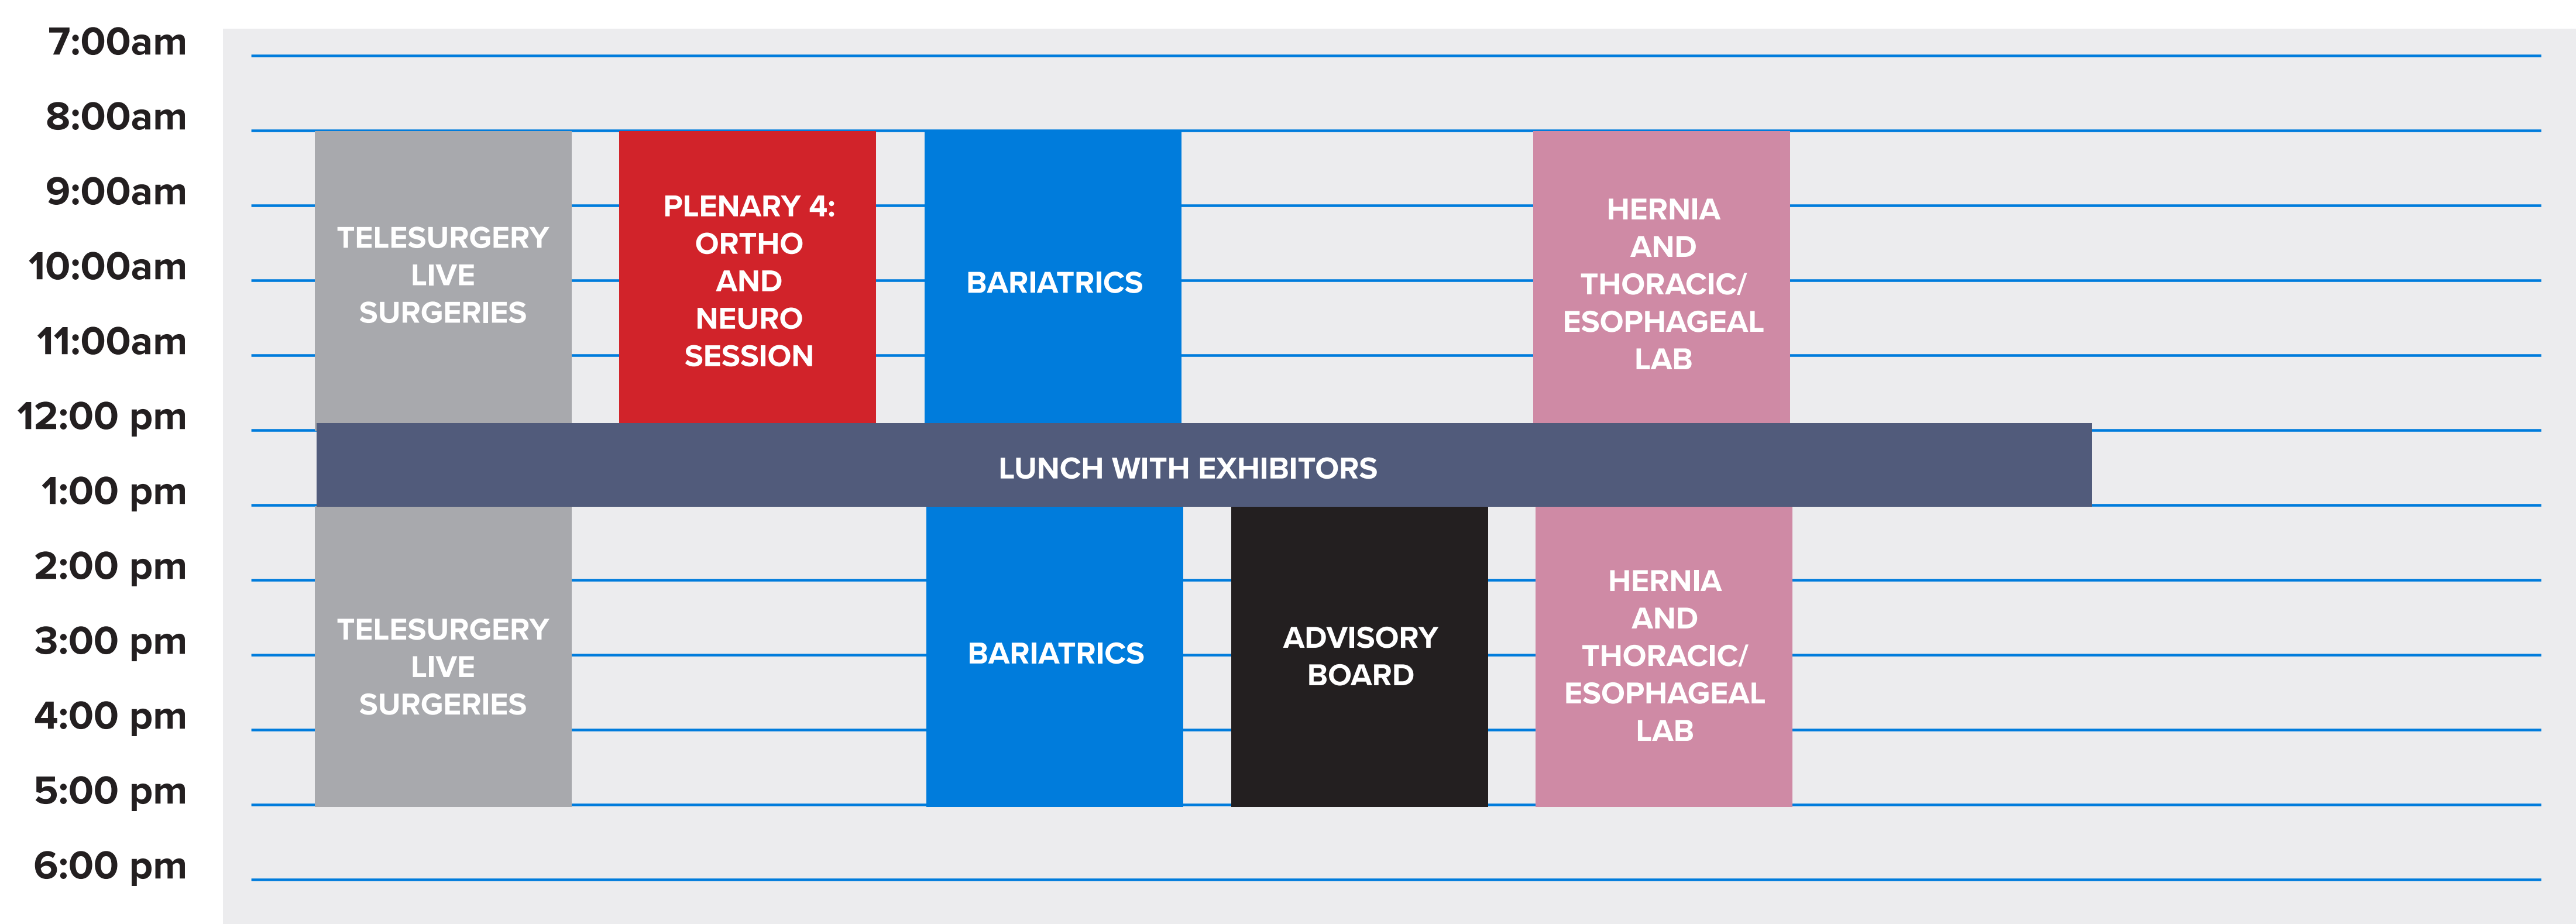 7:00am
8:00am
9:00am
10:00am
11:00am
12:00 pm
1:00 pm
2:00 pm
3:00 pm
4:00 pm
5:00 pm
6:00 pm
TELESURGERY
LIVE
SURGERIES
PLENARY 4:
ORTHO
AND
NEURO
SESSION
BARIATRICS
HERNIA
AND
THORACIC/
ESOPHAGEAL
LAB
LUNCH WITH EXHIBITORS
TELESURGERY
LIVE
SURGERIES
BARIATRICS
ADVISORY
BOARD
HERNIA
AND
THORACIC/
ESOPHAGEAL
LAB